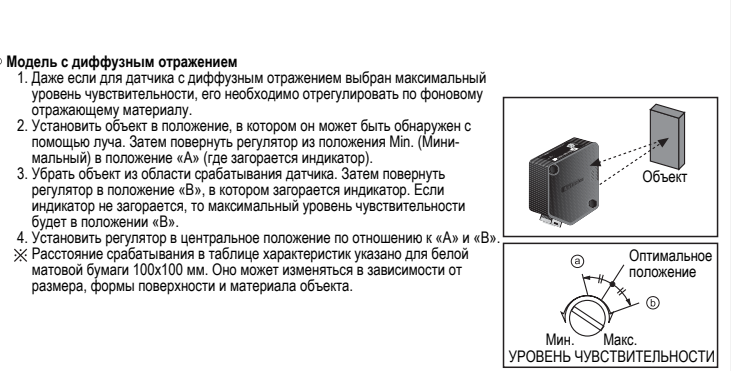 Модель с диффузным отражением
1. Даже если для датчика с диффузным отражением выбран максимальный
уровень чувствительности, его необходимо отрегулировать по фоновому
отражающему материалу.
2. Установить объект в положение, в котором он может быть обнаружен с
помощью луча. Затем повернуть регулятор из положения Min. (Мини-
мальный) в положение «А» (где загорается индикатор).
3. Убрать объект из области срабатывания датчика. Затем повернуть
регулятор в положение «В», в котором загорается индикатор. Если
индикатор не загорается, то максимальный уровень чувствительности
будет в положении «В».
4. Установить регулятор в центральное положение по отношению к «А» и «В».
※ Расстояние срабатывания в таблице характеристик указано для белой
матовой бумаги 100x100 мм. Оно может изменяться в зависимости от
размера, формы поверхности и материала объекта.
Объект
ⓐ
Оптимальное
положение
ⓑ
Мин. Макс.
УРОВЕНЬ ЧУВСТВИТЕЛЬНОСТИ